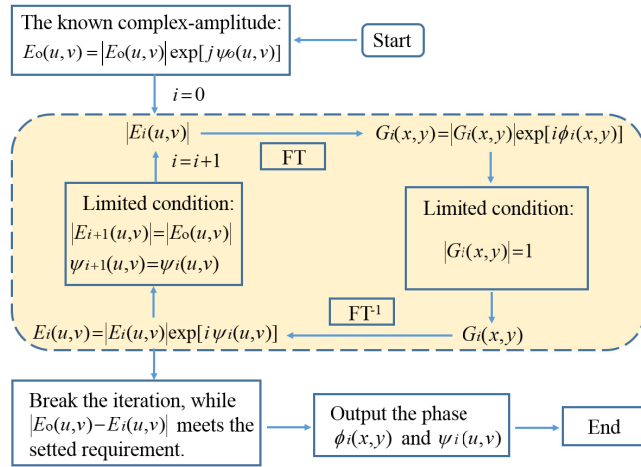 The known complex-amplitude:
Eo(u,v)=|Eo(u,v)|exp[jψo(u,v)]
Start
i=0
|Ei(u,v)|
Gi(x,y)=|Gi(x,y)|exp[iϕi(x,y)]
FT
i=i+1
Limited condition:
|Ei+1(u,v)|=|Eo(u,v)|
ψi+1(u,v)=ψi(u,v)
Limited condition:
|Gi(x,y)|=1
Ei(u,v)=|Ei(u,v)|exp[iψi(u,v)]
FT-1
Gi(x,y)
Break the iteration, while
|Eo(u,v)−Ei(u,v)| meets the
setted requirement.
Output the phase
ϕi(x,y) and ψi(u,v)
End